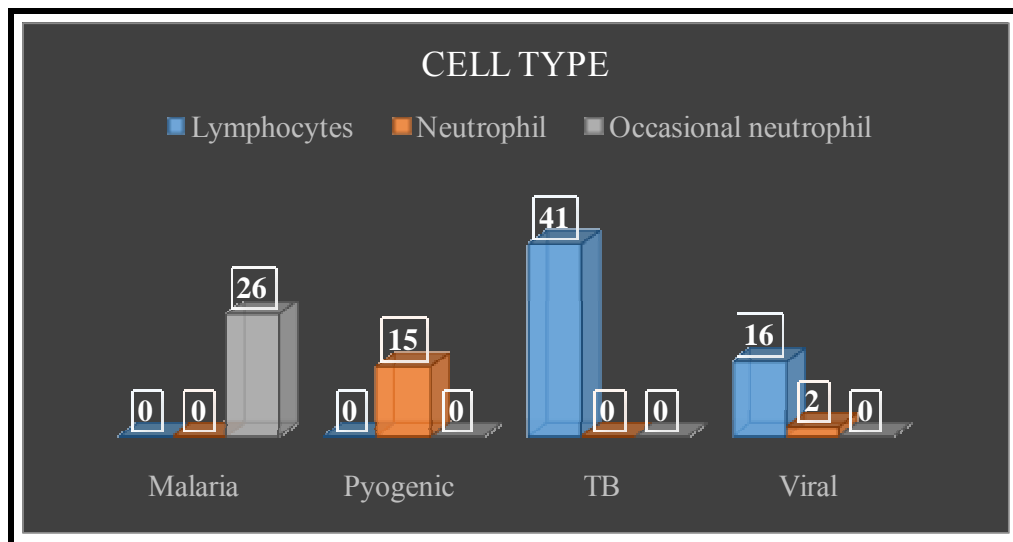 CELL TYPE
Lymphocytes Neutrophil Occasional neutrophil
0 0 26 0 15 0 41 0 0 16 2 0
Malaria Pyogenic TB Viral